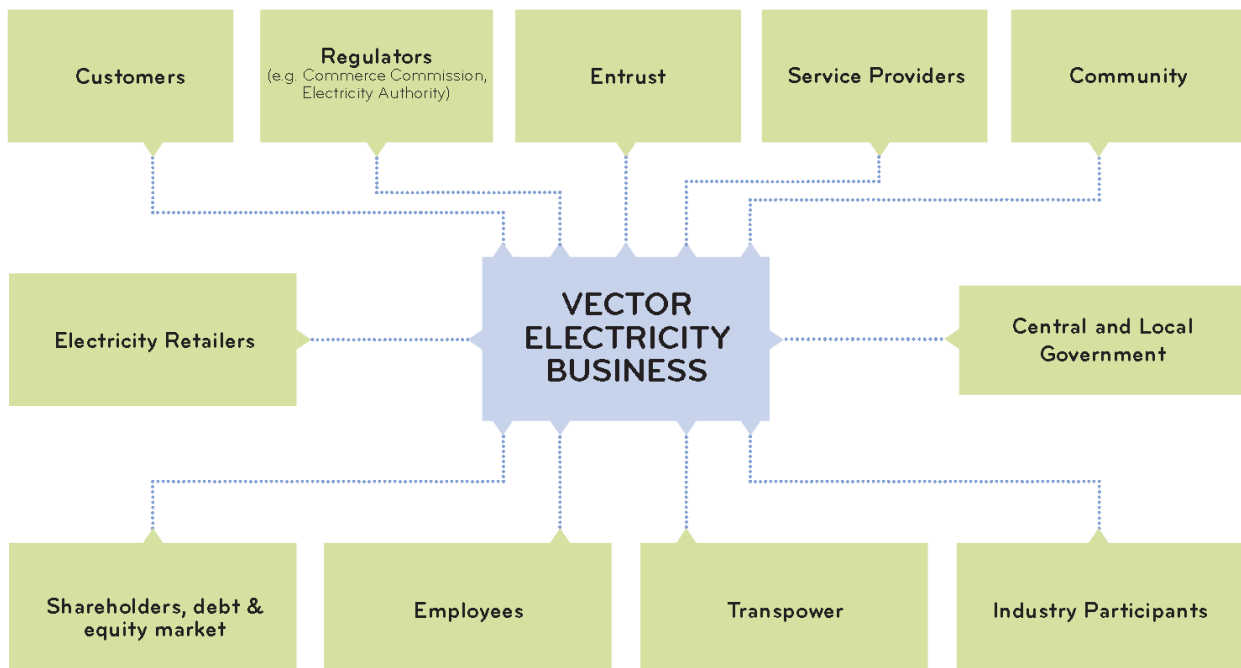 Customers
Regulators
(e.g. Commerce Commission,
Electricity Authority)
Entrust
Service Providers
Community
Electricity Retailers
VECTOR
ELECTRICITY
BUSINESS
Central and Local
Government
Shareholders, debt &
equity market
Employees
Transpower
Industry Participants